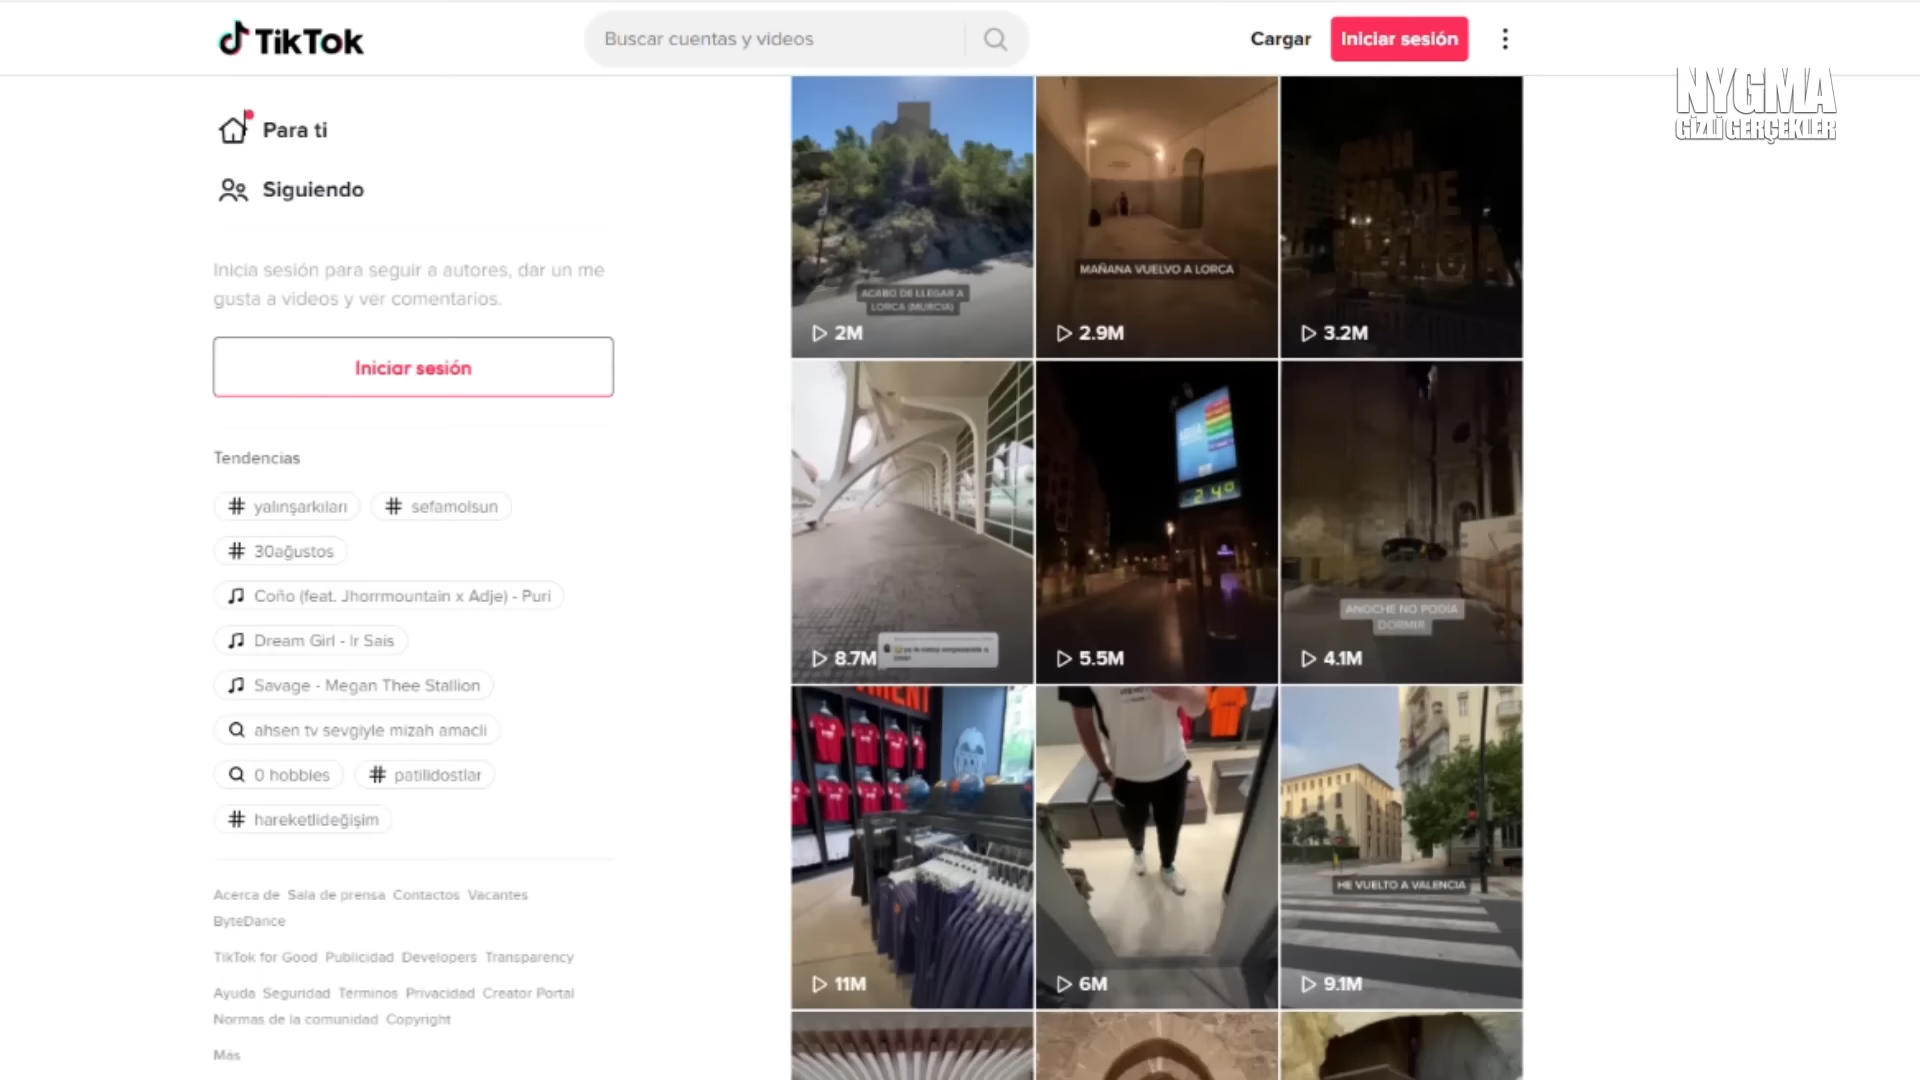 TikTok
Buscar cuentas y videos
Cargar
Iniciar sesión
NYGMA
GİZLİ GERÇEKLER
Para ti
Siguiendo
Inicia sesión para seguir a autores, dar un me
gusta a videos y ver comentarios.
Iniciar sesión
Tendencias
# yalınşarkıları
# sefamolsun
# 30ağustos
Coño (feat. Jhorrmountain x Adje) - Puri
Dream Girl - Ir Sais
Savage - Megan Thee Stallion
ahsen tv sevgiyle mizah amacli
0 hobbies
# patilidostlar
# hareketlideğişim
Acerca de Sala de prensa Contactos Vacantes
ByteDance
TikTok for Good Publicidad Developers Transparency
Ayuda Seguridad Términos Privacidad Creator Portal
Normas de la comunidad Copyright
Más
ACABO DE LLEGAR A
LORCA (MURCIA)
2M
MAÑANA VUELVO A LORCA
2.9M
3.2M
8.7M
24º
5.5M
ANOCHE NO PODÍA
DORMIR
4.1M
11M
6M
HE VUELTO A VALENCIA
9.1M